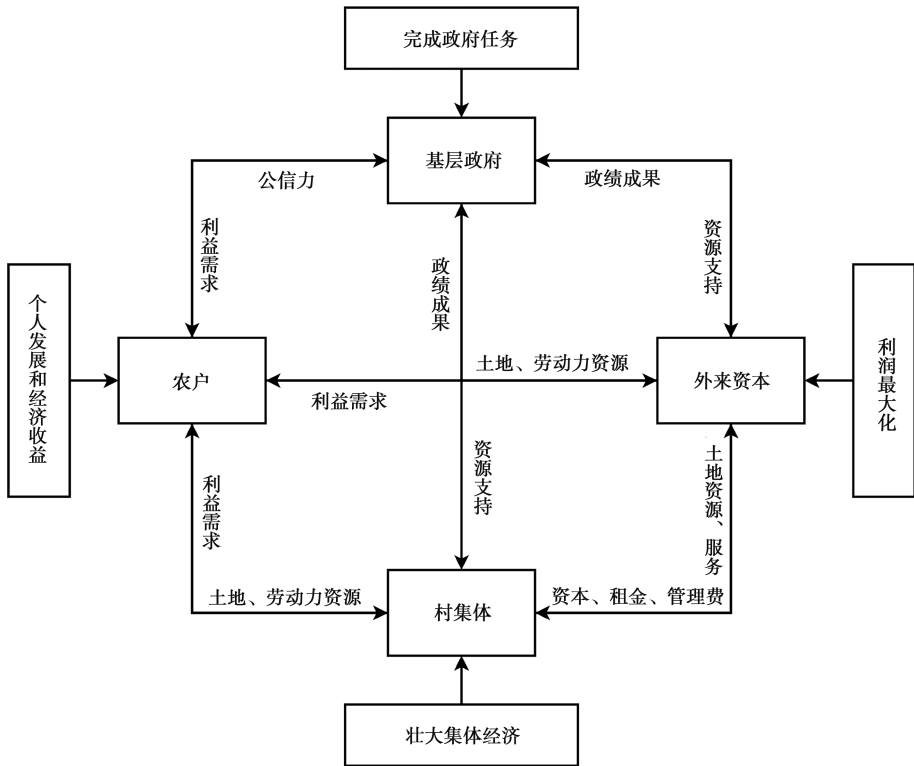 完成政府任务
基层政府
公信力
政绩成果
利益需求
政绩成果
资源支持
个人发展和经济收益
农户
土地、劳动力资源
利益需求
外来资本
利润最大化
利益需求
资源支持
土地资源、服务
土地、劳动力资源
村集体
资本、租金、管理费
壮大集体经济